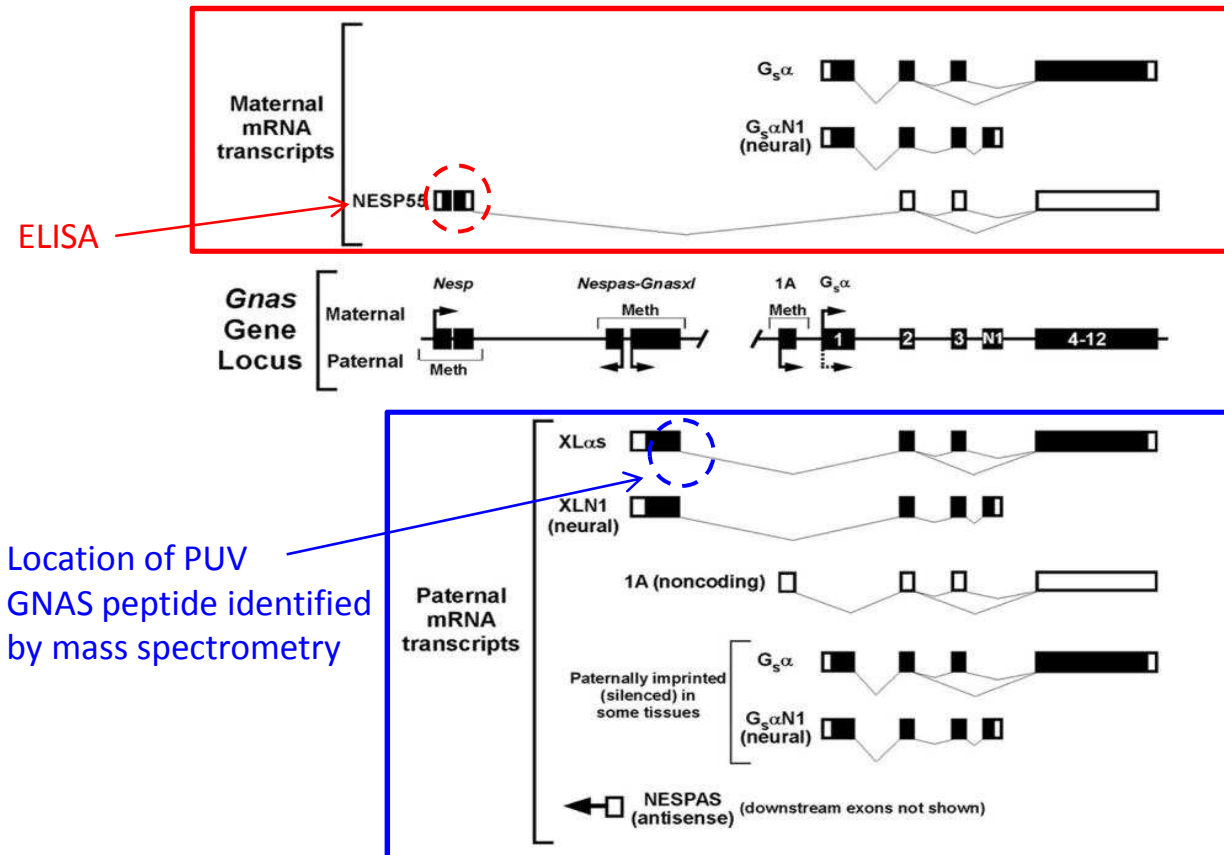 Maternal
mRNA
transcripts
Gₛα
GₛαN1
(neural)
NESP55
ELISA
Gnas
Gene
Locus
Maternal
Paternal
Nesp
Nespas-Gnasxl
1A
Gₛα
Meth
Meth
Meth
1
2
3
N1
4-12
Location of PUV
GNAS peptide identified
by mass spectrometry
Paternal
mRNA
transcripts
XLαs
XLN1
(neural)
1A (noncoding)
Paternally imprinted
(silenced) in
some tissues
Gₛα
GₛαN1
(neural)
NESPAS
(antisense)
(downstream exons not shown)